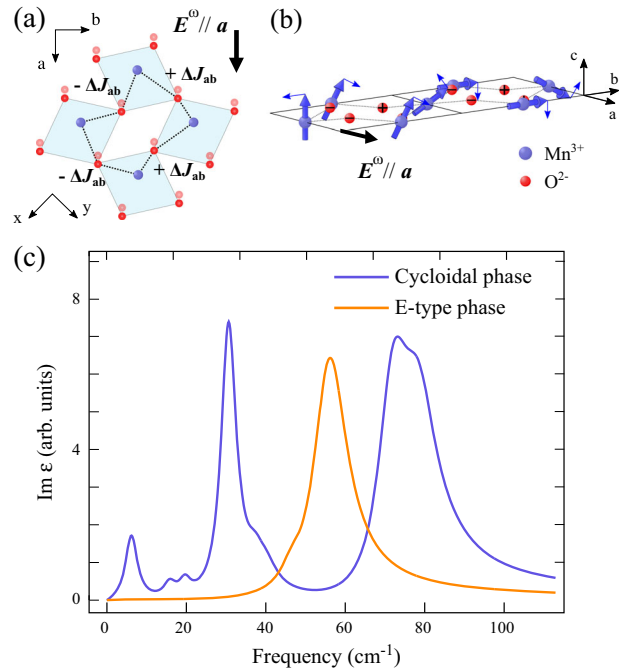 (a)
b
a
E^ω // a
- ΔJ_ab
+ ΔJ_ab
- ΔJ_ab
+ ΔJ_ab
x
y
(b)
c
b
a
E^ω // a
Mn³⁺
O²⁻
(c)
Cycloidal phase
E-type phase
Im ε (arb. units)
8
4
0
0 20 40 60 80 100
Frequency (cm⁻¹)